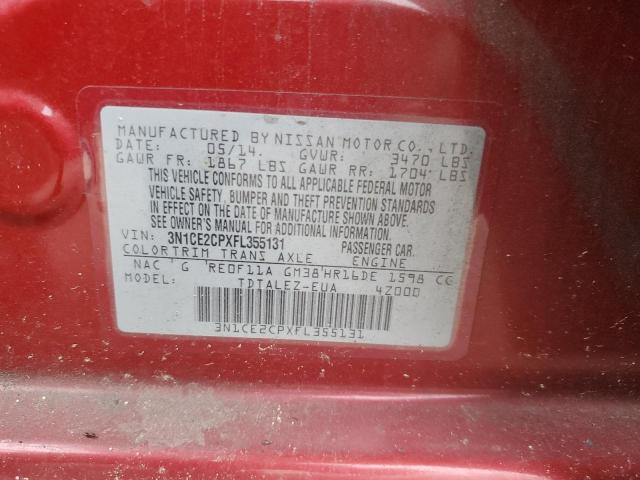 MANUFACTURED BY NISSAN MOTOR CO., LTD.
DATE: 05/14. GVWR: 3470 LBS
GAWR FR: 1867 LBS GAWR RR: 1704 LBS
THIS VEHICLE CONFORMS TO ALL APPLICABLE FEDERAL MOTOR
VEHICLE SAFETY, BUMPER AND THEFT PREVENTION STANDARDS
IN EFFECT ON THE DATE OF MANUFACTURE SHOWN ABOVE.
SEE OWNER'S MANUAL FOR ADDITIONAL INFORMATION.
VIN: 3N1CE2CPXFL355131 PASSENGER CAR.
COLOR TRIM TRANS AXLE ENGINE
NAC G RE0F11A GM38 HR16DE 1598 CC
MODEL: TDTALEZ-EUA 4Z000
3N1CE2CPXFL355131